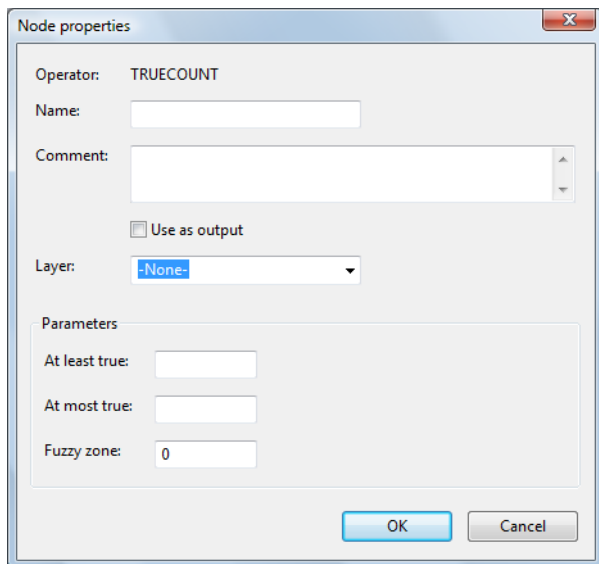 Node properties
Operator: TRUECOUNT
Name:
Comment:
Use as output
Layer: -None-
Parameters
At least true:
At most true:
Fuzzy zone: 0
OK Cancel